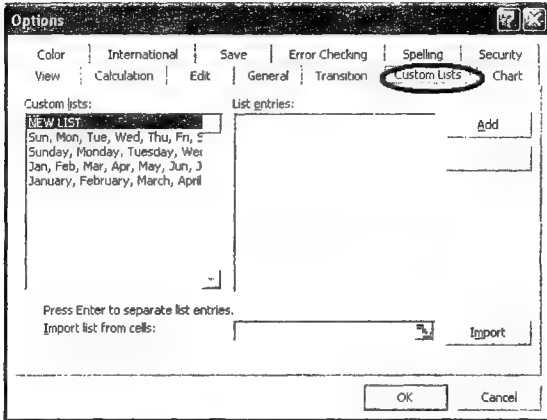 Options
Color International Save Error Checking Spelling Security
View Calculation Edit General Transition Custom Lists Chart
Custom lists: List entries:
NEW LIST Add
Sun, Mon, Tue, Wed, Thu, Fri, S
Sunday, Monday, Tuesday, Wed
Jan, Feb, Mar, Apr, May, Jun, J
January, February, March, April
Press Enter to separate list entries.
Import list from cells: Import
OK Cancel